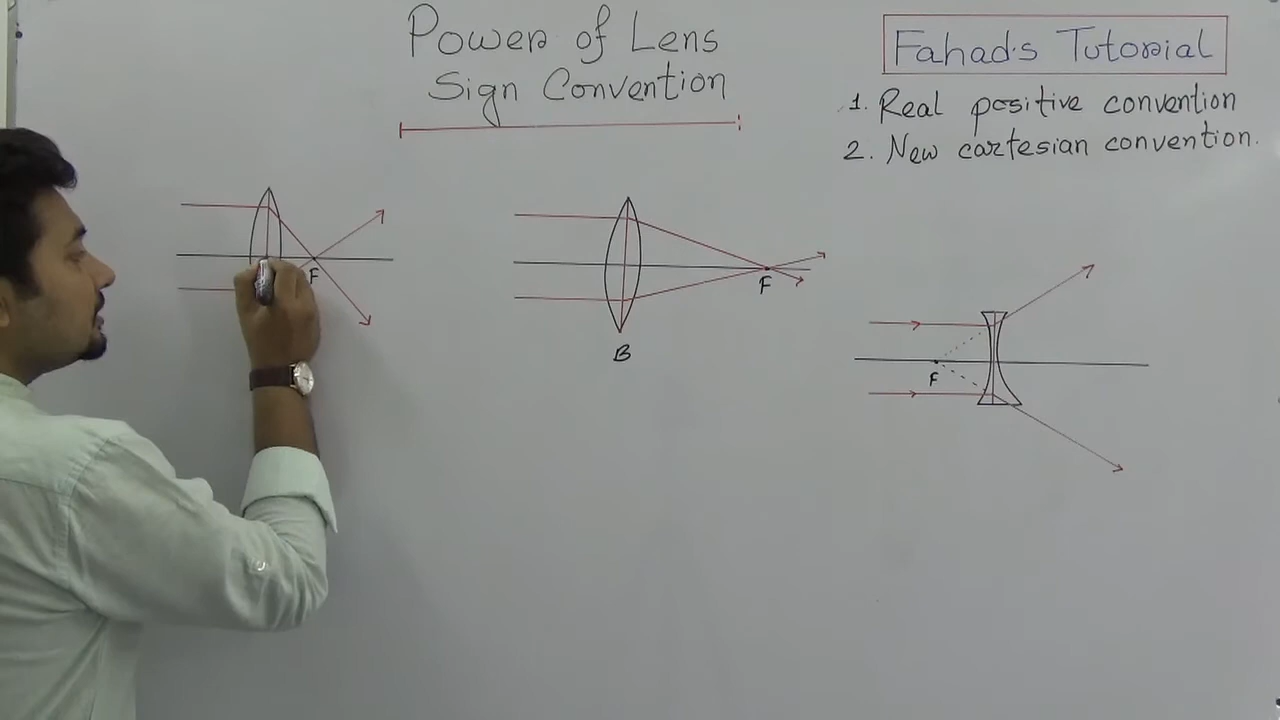 Power of Lens
Sign Convention
Fahad's Tutorial
1. Real positive convention
2. New cartesian convention.
F
F
B
F